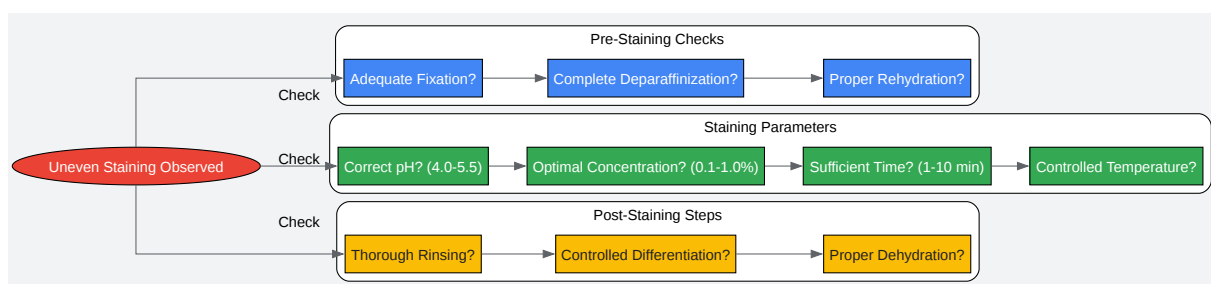 Pre-Staining Checks
Adequate Fixation?
Complete Deparaffinization?
Proper Rehydration?
Check
Staining Parameters
Uneven Staining Observed
Check
Correct pH? (4.0-5.5)
Optimal Concentration? (0.1-1.0%)
Sufficient Time? (1-10 min)
Controlled Temperature?
Check
Post-Staining Steps
Thorough Rinsing?
Controlled Differentiation?
Proper Dehydration?